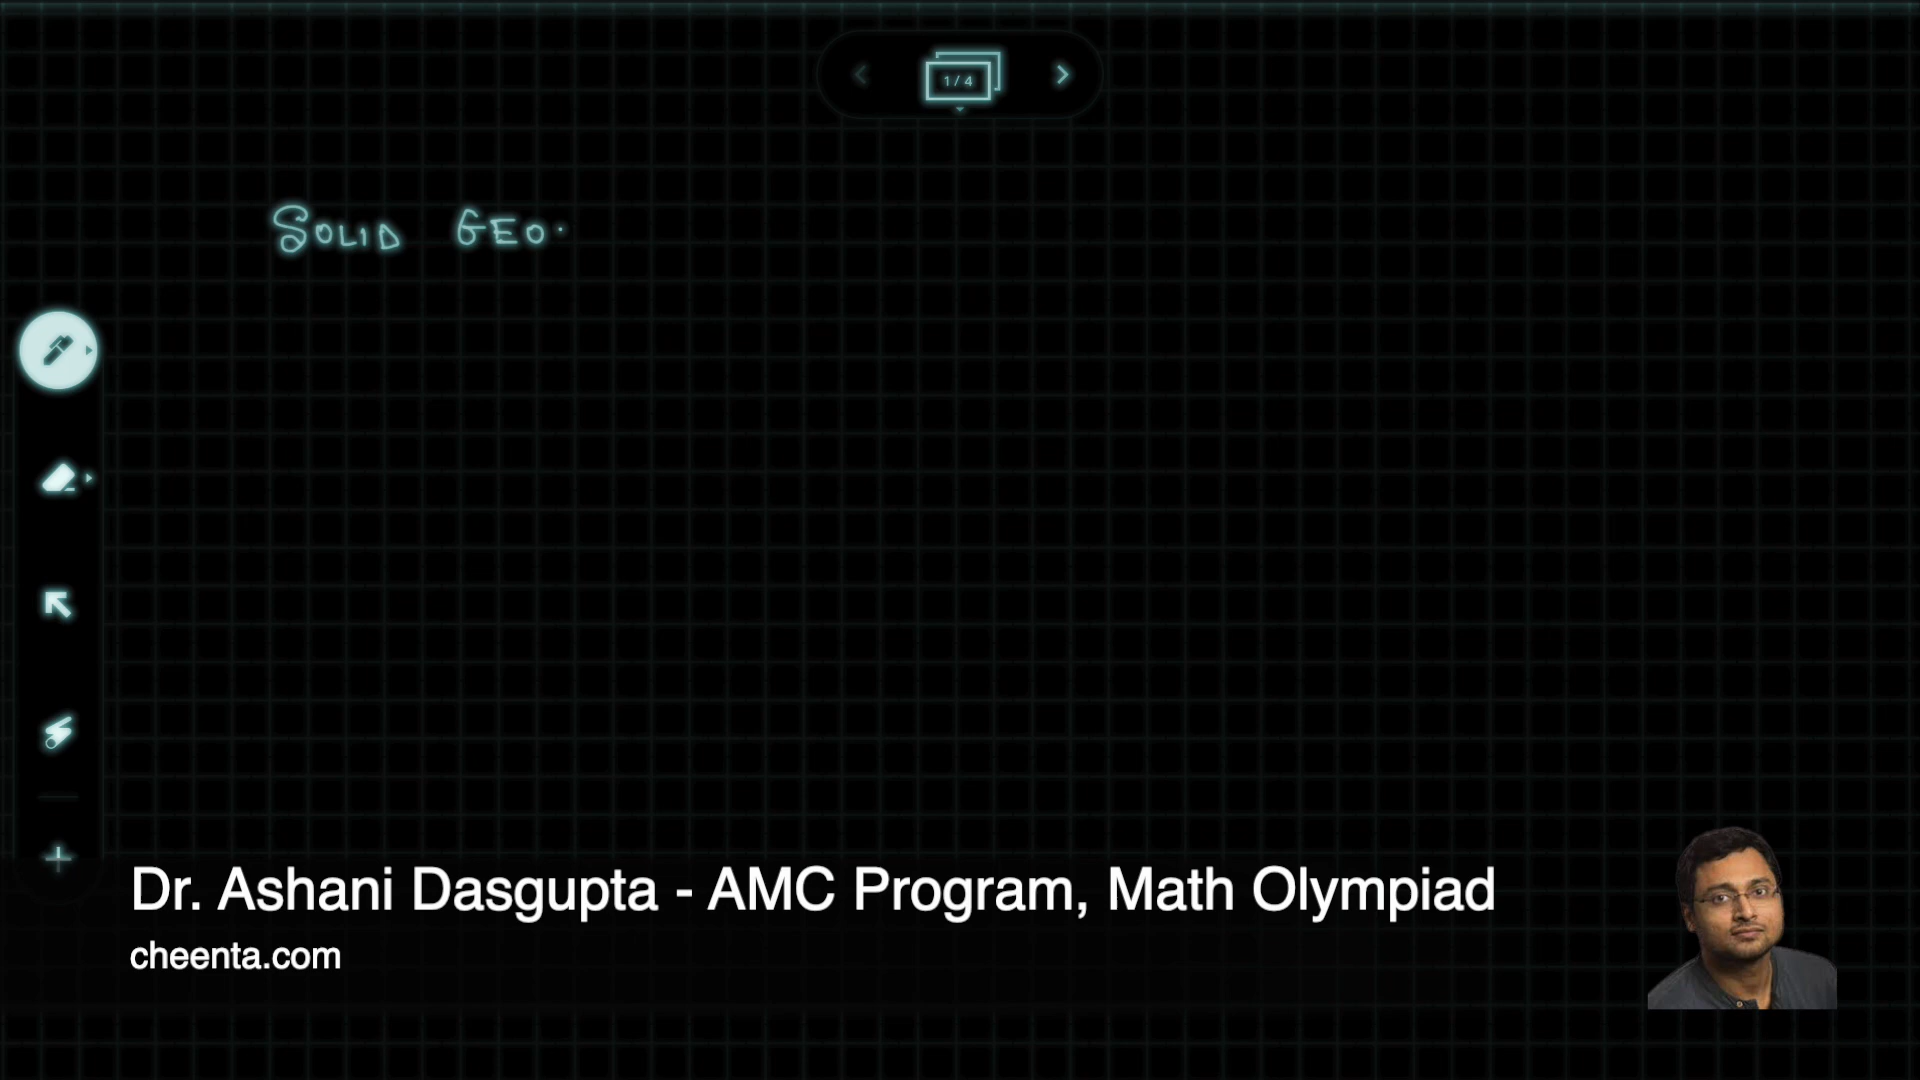 1 / 4
SOLID GEO.
Dr. Ashani Dasgupta - AMC Program, Math Olympiad
cheenta.com